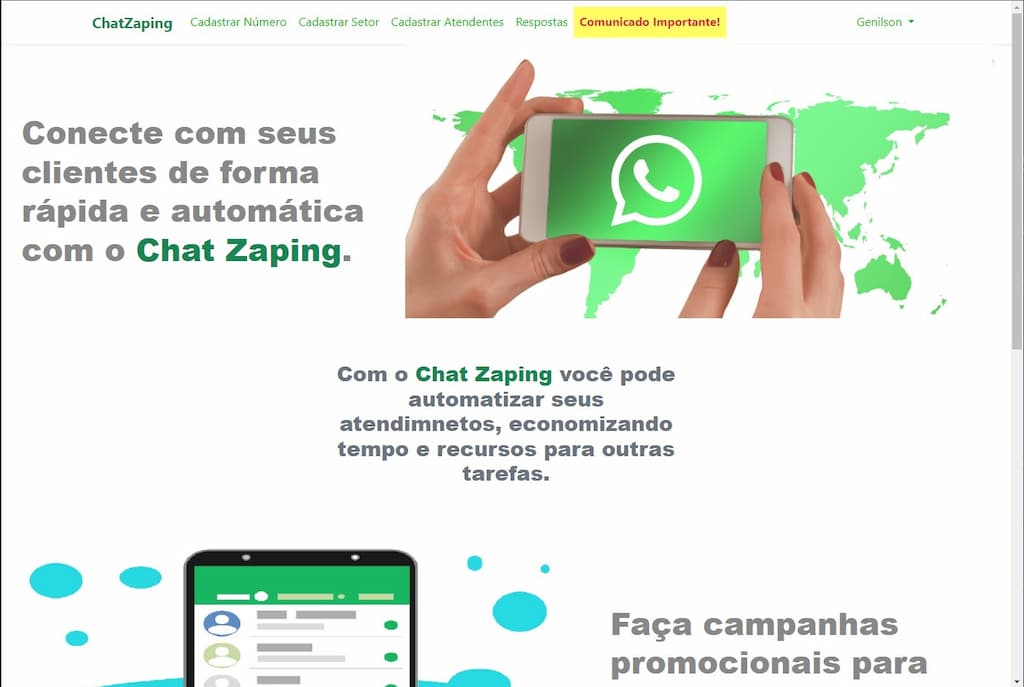 ChatZaping Cadastrar Número Cadastrar Setor Cadastrar Atendentes Respostas Comunicado Importante! Genilson
Conecte com seus
clientes de forma
rápida e automática
com o Chat Zaping.
Com o Chat Zaping você pode
automatizar seus
atendimnetos, economizando
tempo e recursos para outras
tarefas.
Faça campanhas
promocionais para